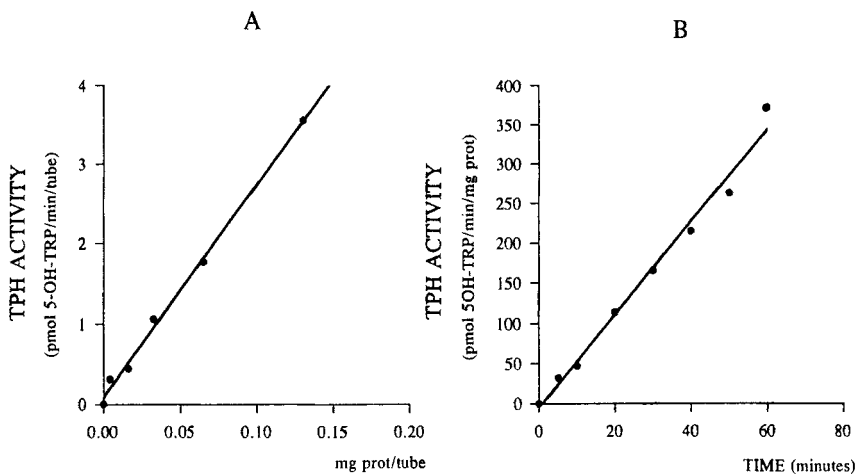 A
TPH ACTIVITY
(pmol 5-OH-TRP/min/tube)
4
3
2
1
0
0.00 0.05 0.10 0.15 0.20
mg prot/tube
B
TPH ACTIVITY
(pmol 5OH-TRP/min/mg prot)
400
350
300
250
200
150
100
50
0
0 20 40 60 80
TIME (minutes)